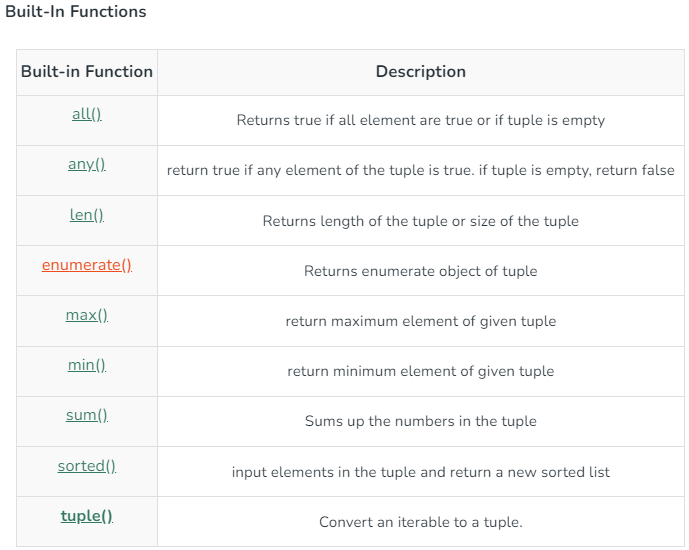 Built-In Functions
Built-in Function Description
all() Returns true if all element are true or if tuple is empty
any() return true if any element of the tuple is true. if tuple is empty, return false
len() Returns length of the tuple or size of the tuple
enumerate() Returns enumerate object of tuple
max() return maximum element of given tuple
min() return minimum element of given tuple
sum() Sums up the numbers in the tuple
sorted() input elements in the tuple and return a new sorted list
tuple() Convert an iterable to a tuple.